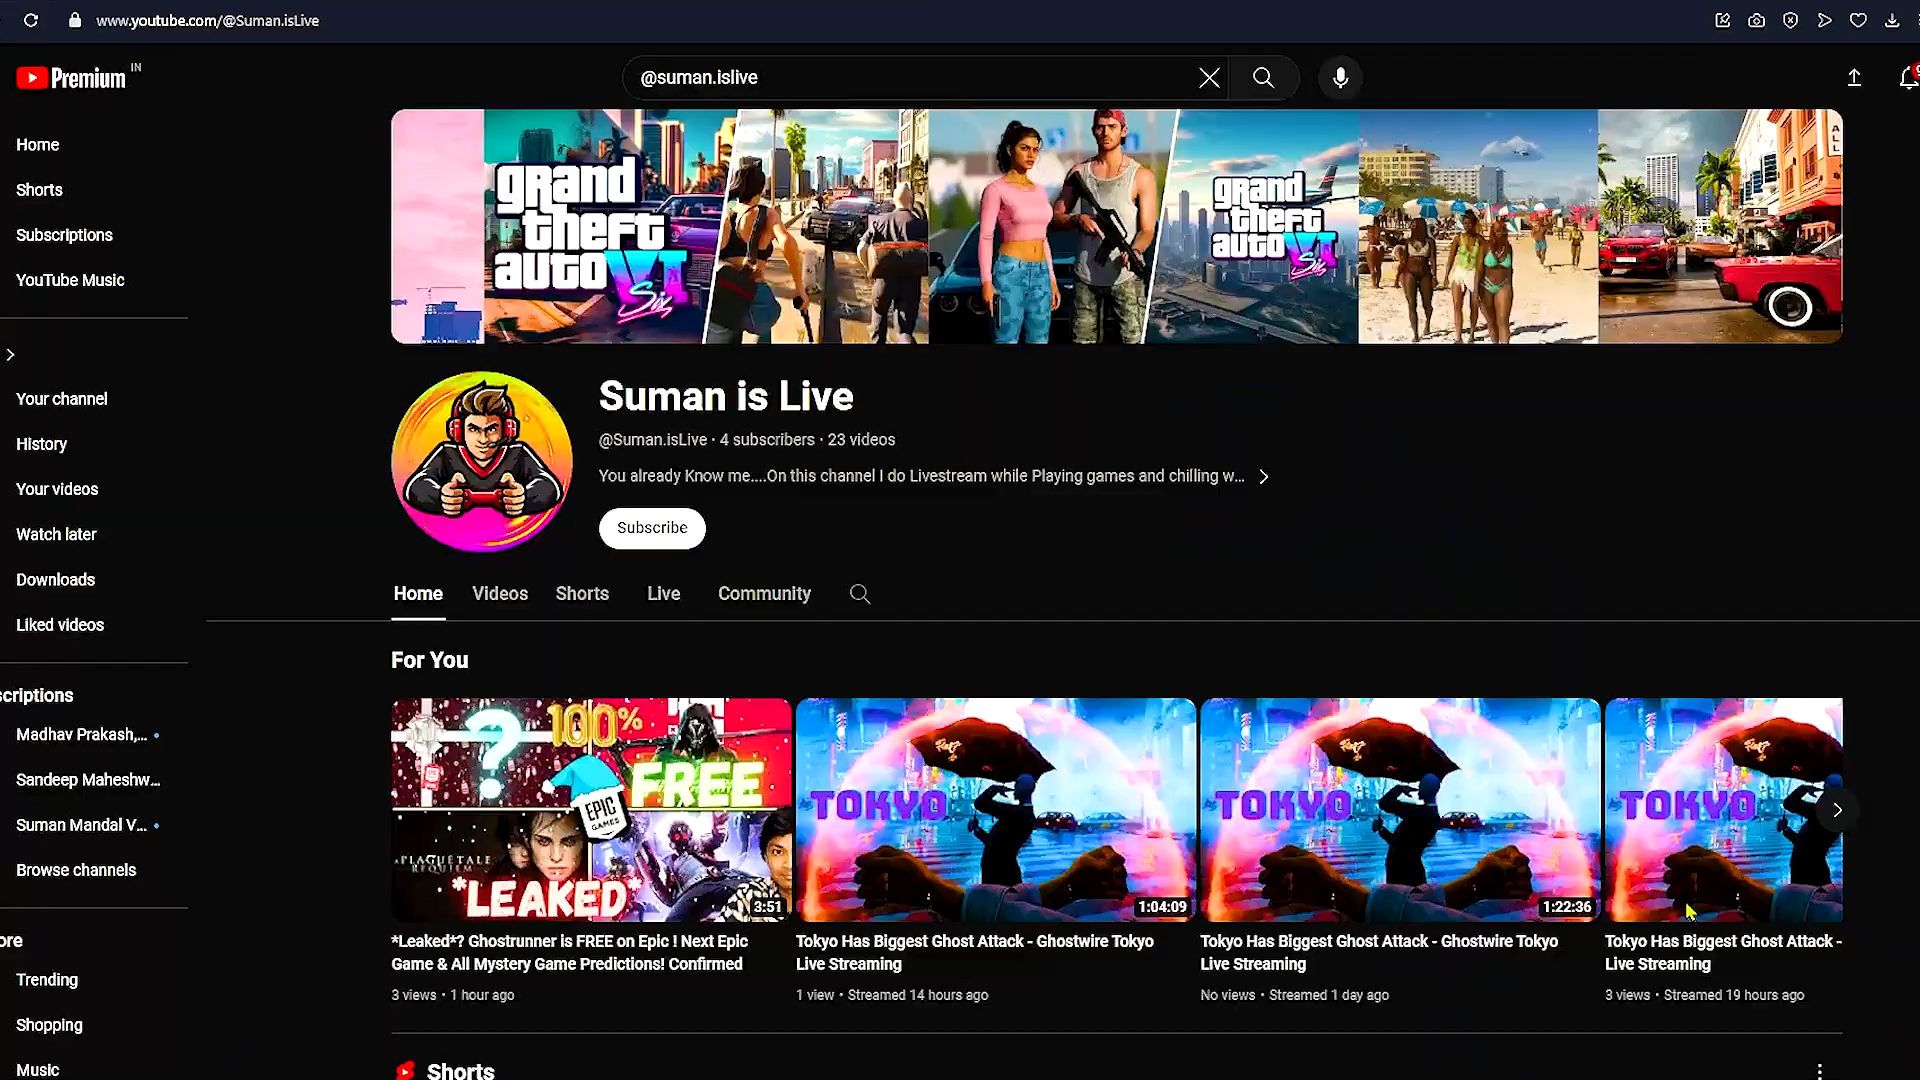 www.youtube.com/@Suman.isLive
Premium IN
@suman.islive
Home
Shorts
Subscriptions
YouTube Music
Your channel
History
Your videos
Watch later
Downloads
Liked videos
scriptions
Madhav Prakash,...
Sandeep Maheshw...
Suman Mandal V...
Browse channels
ore
Trending
Shopping
Music
grand
theft
auto VI
Six
grand
theft
auto VI
Six
ALL
Suman is Live
@Suman.isLive · 4 subscribers · 23 videos
You already Know me....On this channel I do Livestream while Playing games and chilling w...
Subscribe
Home Videos Shorts Live Community
For You
? 100%
FREE
EPIC
GAMES
A PLAGUE TALE
REQUIEM
*LEAKED*
3:51
TOKYO
1:04:09
TOKYO
1:22:36
TOKYO
*Leaked*? Ghostrunner is FREE on Epic ! Next Epic
Game & All Mystery Game Predictions! Confirmed
3 views · 1 hour ago
Tokyo Has Biggest Ghost Attack - Ghostwire Tokyo
Live Streaming
1 view · Streamed 14 hours ago
Tokyo Has Biggest Ghost Attack - Ghostwire Tokyo
Live Streaming
No views · Streamed 1 day ago
Tokyo Has Biggest Ghost Attack -
Live Streaming
3 views · Streamed 19 hours ago
Shorts